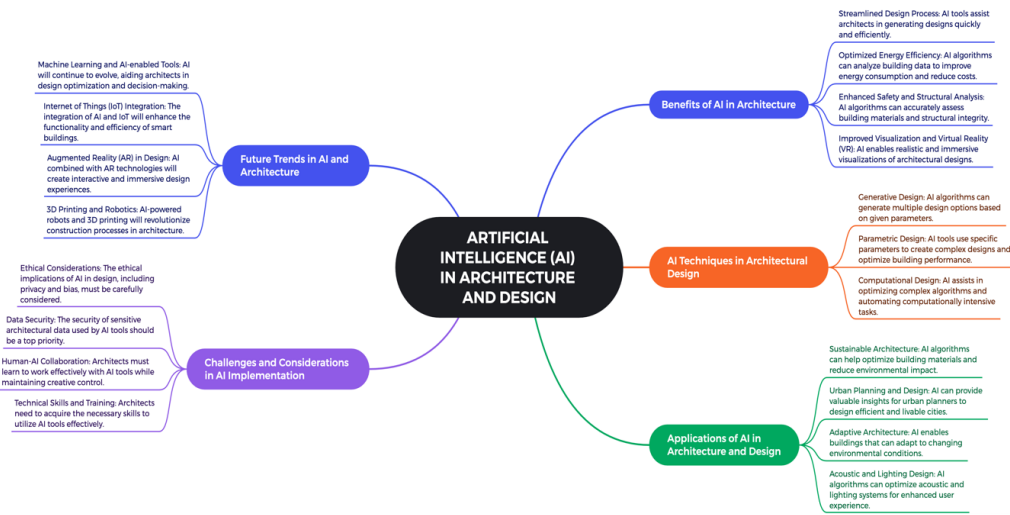 ARTIFICIAL
INTELLIGENCE (AI)
IN ARCHITECTURE
AND DESIGN
Benefits of AI in Architecture
Streamlined Design Process: AI tools assist
architects in generating designs quickly
and efficiently.
Optimized Energy Efficiency: AI algorithms
can analyze building data to improve
energy consumption and reduce costs.
Enhanced Safety and Structural Analysis:
AI algorithms can accurately assess
building materials and structural integrity.
Improved Visualization and Virtual Reality
(VR): AI enables realistic and immersive
visualizations of architectural designs.
AI Techniques in Architectural
Design
Generative Design: AI algorithms can
generate multiple design options based
on given parameters.
Parametric Design: AI tools use specific
parameters to create complex designs and
optimize building performance.
Computational Design: AI assists in
optimizing complex algorithms and
automating computationally intensive
tasks.
Applications of AI in
Architecture and Design
Sustainable Architecture: AI algorithms
can help optimize building materials and
reduce environmental impact.
Urban Planning and Design: AI can provide
valuable insights for urban planners to
design efficient and livable cities.
Adaptive Architecture: AI enables
buildings that can adapt to changing
environmental conditions.
Acoustic and Lighting Design: AI
algorithms can optimize acoustic and
lighting systems for enhanced user
experience.
Future Trends in AI and
Architecture
Machine Learning and AI-enabled Tools: AI
will continue to evolve, aiding architects in
design optimization and decision-making.
Internet of Things (IoT) Integration: The
integration of AI and IoT will enhance the
functionality and efficiency of smart
buildings.
Augmented Reality (AR) in Design: AI
combined with AR technologies will
create interactive and immersive design
experiences.
3D Printing and Robotics: AI-powered
robots and 3D printing will revolutionize
construction processes in architecture.
Challenges and Considerations
in AI Implementation
Ethical Considerations: The ethical
implications of AI in design, including
privacy and bias, must be carefully
considered.
Data Security: The security of sensitive
architectural data used by AI tools should
be a top priority.
Human-AI Collaboration: Architects must
learn to work effectively with AI tools while
maintaining creative control.
Technical Skills and Training: Architects
need to acquire the necessary skills to
utilize AI tools effectively.